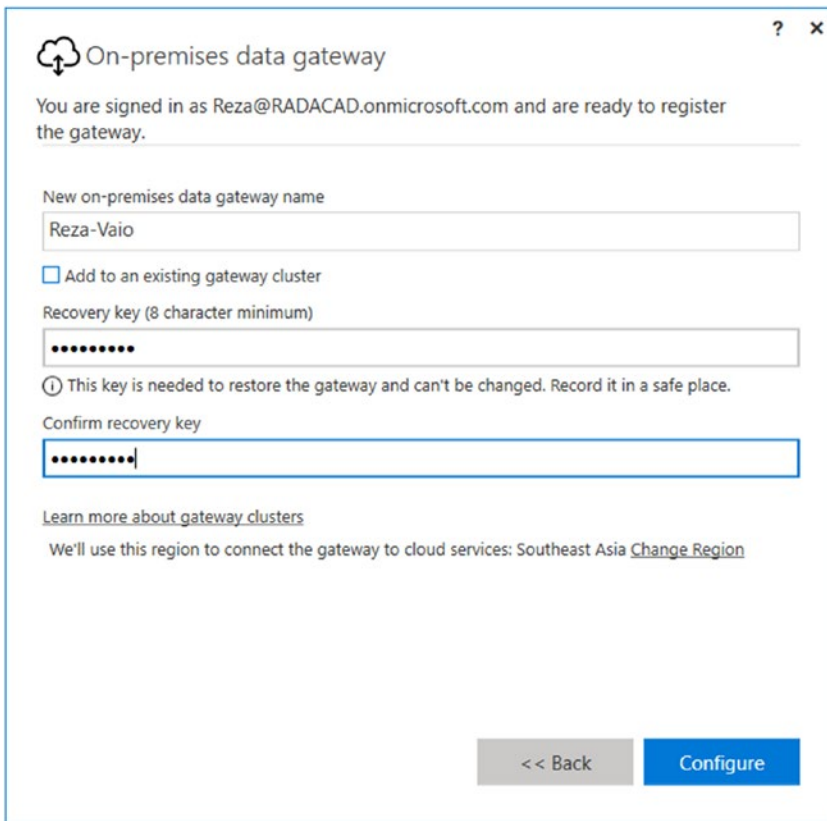 ? ×
On-premises data gateway
You are signed in as Reza@RADACAD.onmicrosoft.com and are ready to register
the gateway.
New on-premises data gateway name
Reza-Vaio
Add to an existing gateway cluster
Recovery key (8 character minimum)
•••••••••
This key is needed to restore the gateway and can't be changed. Record it in a safe place.
Confirm recovery key
•••••••••
Learn more about gateway clusters
We'll use this region to connect the gateway to cloud services: Southeast Asia Change Region
<< Back Configure